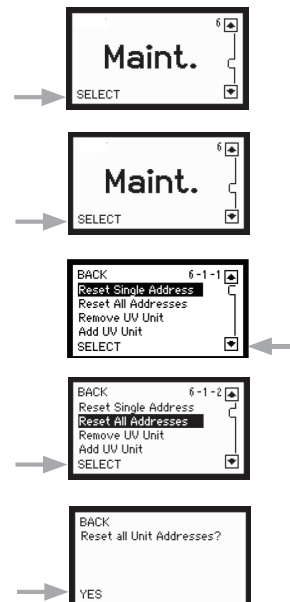 6
Maint.
SELECT
6
Maint.
SELECT
BACK 6-1-1
Reset Single Address
Reset All Addresses
Remove UV Unit
Add UV Unit
SELECT
BACK 6-1-2
Reset Single Address
Reset All Addresses
Remove UV Unit
Add UV Unit
SELECT
BACK
Reset all Unit Addresses?
YES